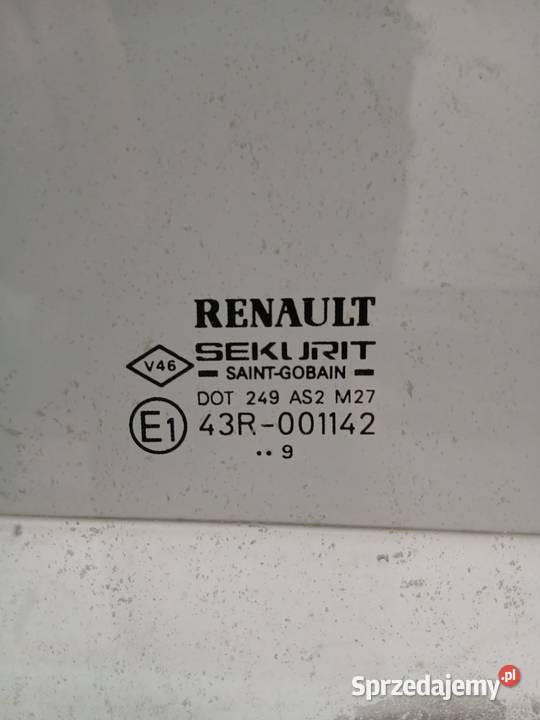 RENAULT
V46 SEKURIT
SAINT-GOBAIN
DOT 249 AS2 M27
E1 43R-001142
•• 9
Sprzedajemy.pl